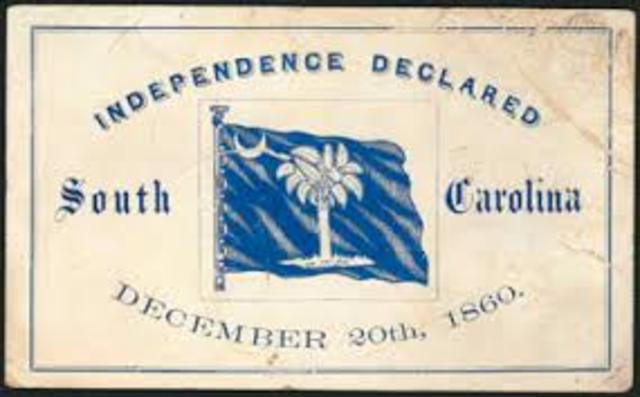 INDEPENDENCE DECLARED
South Carolina
DECEMBER 20th, 1860.